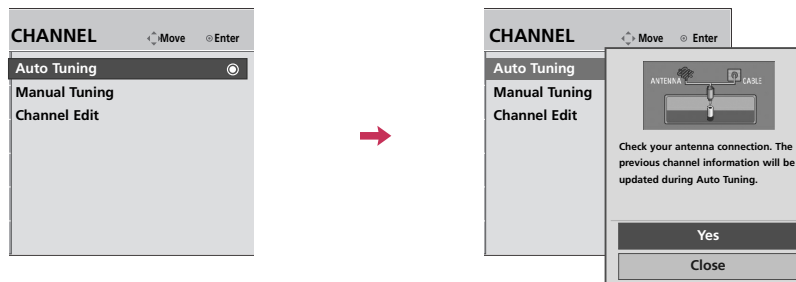 CHANNEL Move Enter
Auto Tuning
Manual Tuning
Channel Edit
CHANNEL Move Enter
Auto Tuning
Manual Tuning
Channel Edit
ANTENNA CABLE
Check your antenna connection. The
previous channel information will be
updated during Auto Tuning.
Yes
Close